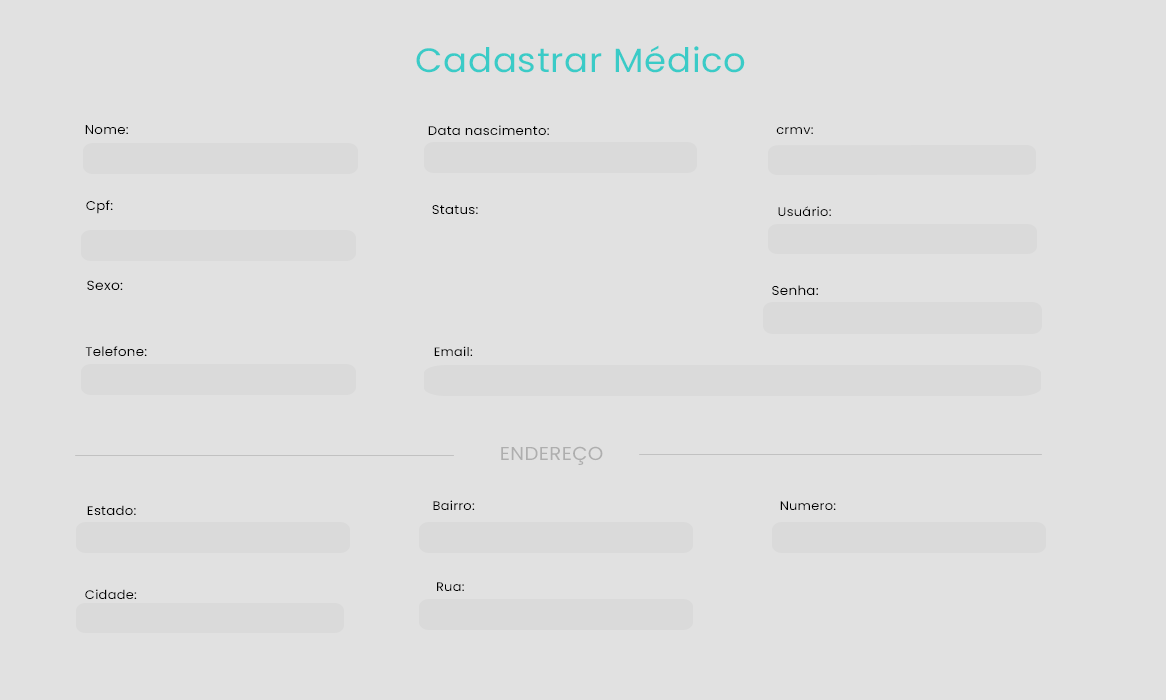 Cadastrar Médico
Nome:
Data nascimento:
crmv:
Cpf:
Status:
Usuário:
Sexo:
Senha:
Telefone:
Email:
ENDEREÇO
Estado:
Bairro:
Numero:
Cidade:
Rua: